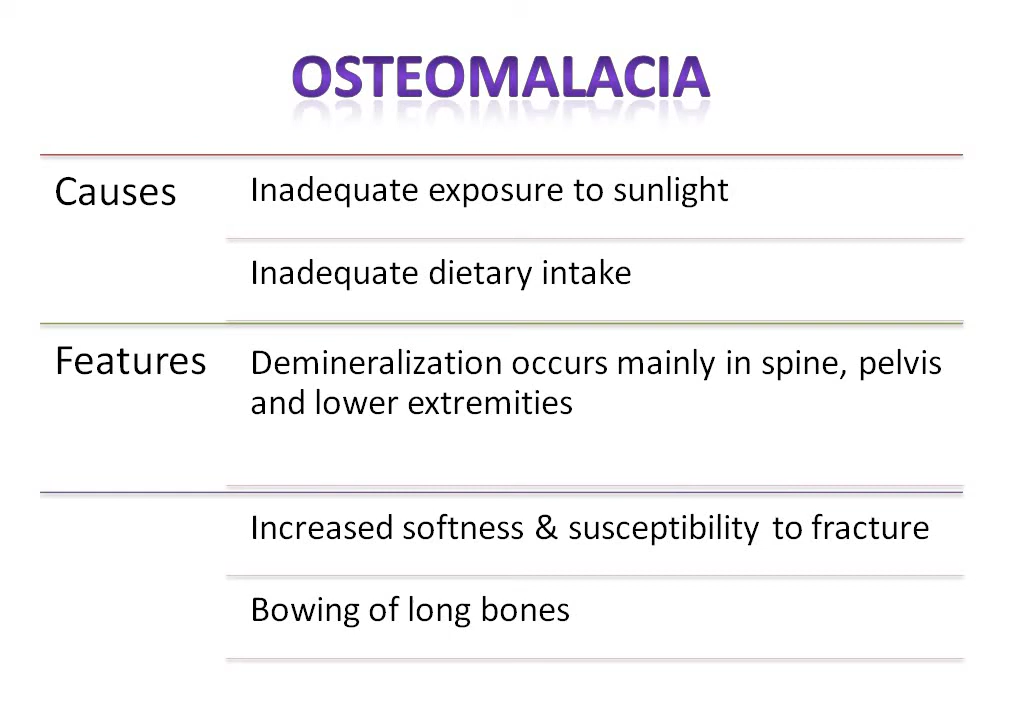 OSTEOMALACIA
Causes
Inadequate exposure to sunlight
Inadequate dietary intake
Features
Demineralization occurs mainly in spine, pelvis
and lower extremities
Increased softness & susceptibility to fracture
Bowing of long bones